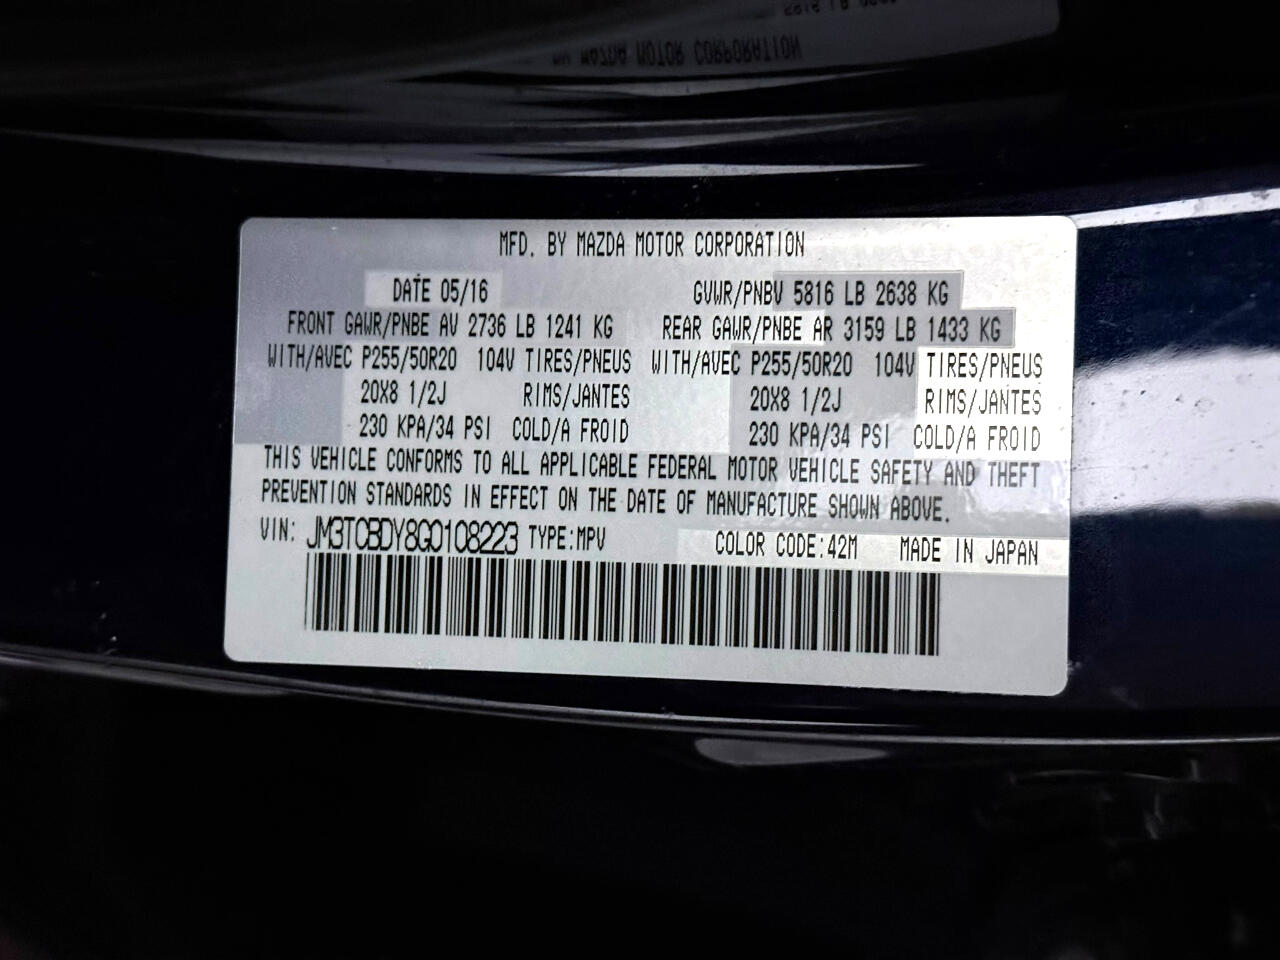 MFD. BY MAZDA MOTOR CORPORATION
DATE 05/16 GVWR/PNBV 5816 LB 2638 KG
FRONT GAWR/PNBE AV 2736 LB 1241 KG REAR GAWR/PNBE AR 3159 LB 1433 KG
WITH/AVEC P255/50R20 104V TIRES/PNEUS WITH/AVEC P255/50R20 104V TIRES/PNEUS
20X8 1/2J RIMS/JANTES 20X8 1/2J RIMS/JANTES
230 KPA/34 PSI COLD/A FROID 230 KPA/34 PSI COLD/A FROID
THIS VEHICLE CONFORMS TO ALL APPLICABLE FEDERAL MOTOR VEHICLE SAFETY AND THEFT
PREVENTION STANDARDS IN EFFECT ON THE DATE OF MANUFACTURE SHOWN ABOVE.
VIN: JM3TCBDY8G0108223 TYPE:MPV COLOR CODE:42M MADE IN JAPAN